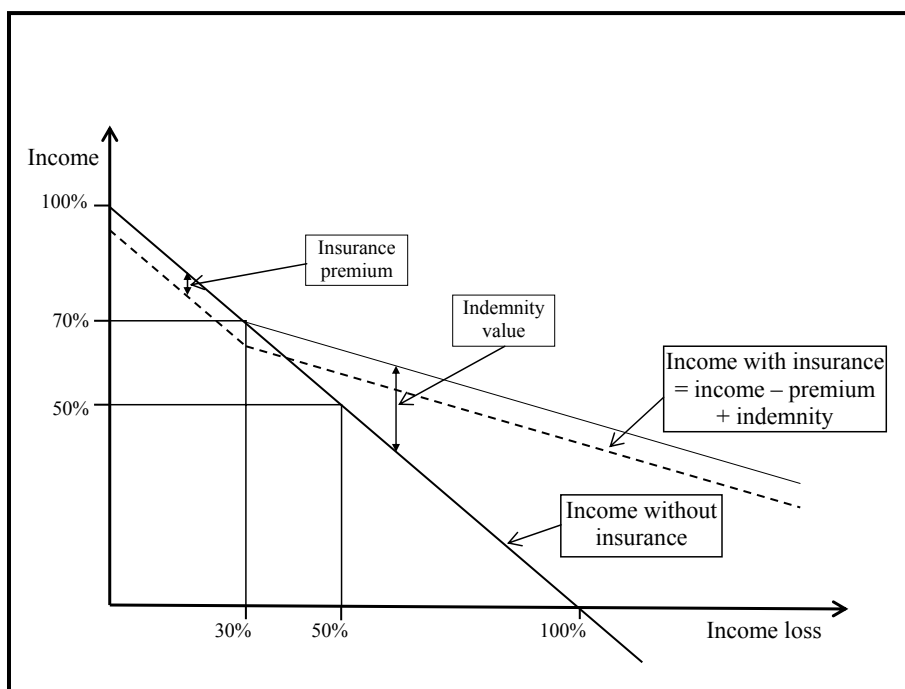 Income
100%
Insurance
premium
Indemnity
value
70%
Income with insurance
= income – premium
+ indemnity
50%
Income without
insurance
30%
50%
100%
Income loss